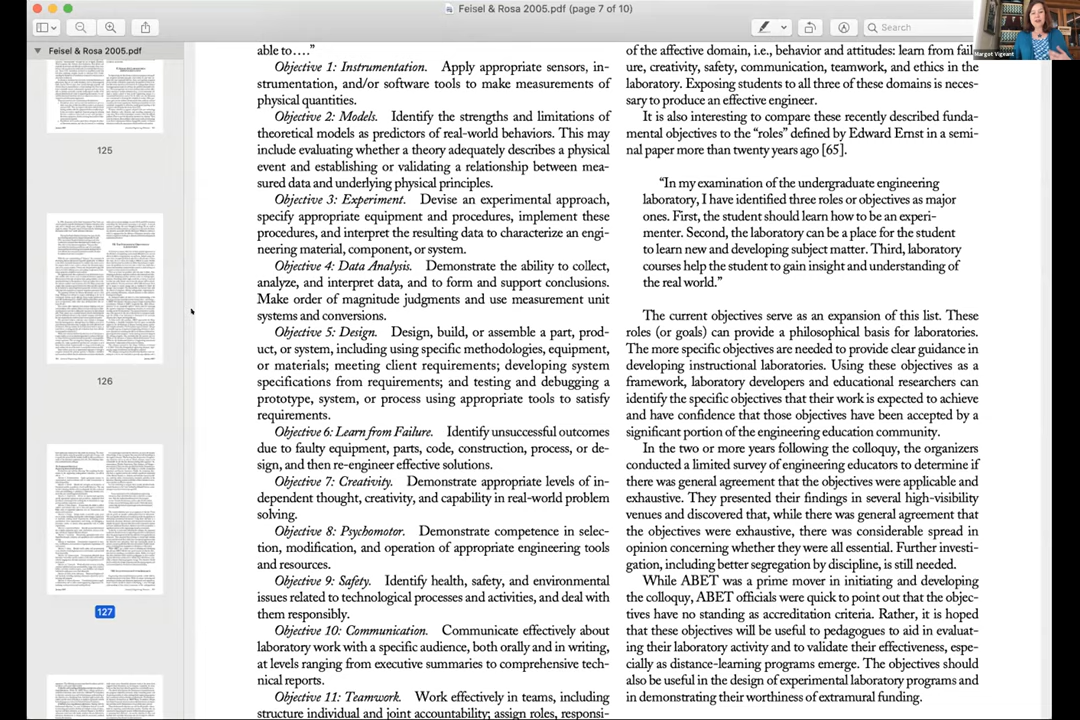 Feisel & Rosa 2005.pdf (page 7 of 10)
Search
Margot Vigeant
Feisel & Rosa 2005.pdf
125
126
127
able to….”
Objective 1: Instrumentation. Apply appropriate sensors, in-
strumentation, and/or software tools to make measurements of
physical quantities.
Objective 2: Models. Identify the strengths and limitations of
theoretical models as predictors of real-world behaviors. This may
include evaluating whether a theory adequately describes a physical
event and establishing or validating a relationship between mea-
sured data and underlying physical principles.
Objective 3: Experiment. Devise an experimental approach,
specify appropriate equipment and procedures, implement these
procedures, and interpret the resulting data to characterize an engi-
neering material, component, or system.
Objective 4: Data Analysis. Demonstrate the ability to collect,
analyze, and interpret data, and to form and support conclusions.
Make order of magnitude judgments and use measurement unit
systems and conversions.
Objective 5: Design. Design, build, or assemble a part, prod-
uct, or system, including using specific methodologies, equipment,
or materials; meeting client requirements; developing system
specifications from requirements; and testing and debugging a
prototype, system, or process using appropriate tools to satisfy
requirements.
Objective 6: Learn from Failure. Identify unsuccessful outcomes
due to faulty equipment, parts, code, construction, process, or de-
sign, and then re-engineer effective solutions.
Objective 7: Creativity. Demonstrate appropriate levels of in-
dependent thought, creativity, and capability in real-world problem
solving.
Objective 8: Psychomotor. Demonstrate competence in selec-
tion, modification, and operation of appropriate engineering tools
and resources.
Objective 9: Safety. Identify health, safety, and environmental
issues related to technological processes and activities, and deal with
them responsibly.
Objective 10: Communication. Communicate effectively about
laboratory work with a specific audience, both orally and in writing,
at levels ranging from executive summaries to comprehensive tech-
nical reports.
Work effectively in teams, including
structure individual and joint accountability; assign roles, responsi-
of the affective domain, i.e., behavior and attitudes: learn from fail-
ure, creativity, safety, communication, teamwork, and ethics in the
laboratory. Exposing students to all three of these domains is neces-
sary to produce an effective engineer.
It is also interesting to compare these recently described funda-
mental objectives to the “roles” defined by Edward Ernst in a semi-
nal paper more than twenty years ago [65].
“In my examination of the undergraduate engineering
laboratory, I have identified three roles or objectives as major
ones. First, the student should learn how to be an experi-
menter. Second, the laboratory can be a place for the student
to learn new and developing subject matter. Third, laboratory
courses help the student to gain insight and understanding of
the real world.”
The current objectives serve as an expansion of this list. These
roles (or goals) can provide a philosophical basis for laboratories.
The more specific objectives are needed to provide clear guidance in
developing instructional laboratories. Using these objectives as a
framework, laboratory developers and educational researchers can
identify the specific objectives that their work is expected to achieve
and have confidence that those objectives have been accepted by a
significant portion of the engineering education community.
In the two or more years following the colloquy, the organizers
conducted a limited survey of engineering educators to determine if
there was general agreement that the objectives were applicable and
exhaustive. They presented their findings in several high-visibility
venues and discovered that, while there was general agreement that
the objectives were exhaustive, there was considerable spread in
opinion concerning whether they were all essential. Further investi-
gation, including better segregation by discipline, is still needed.
While ABET was a prime mover in initiating and developing
the colloquy, ABET officials were quick to point out that the objec-
tives have no standing as accreditation criteria. Rather, it is hoped
that these objectives will be useful to pedagogues to aid in evaluat-
ing their laboratory activity and to validate their effectiveness, espe-
cially as distance-learning programs emerge. The objectives should
also be useful in the design of experimental laboratory programs and
in demonstrating their worthiness for external funding.